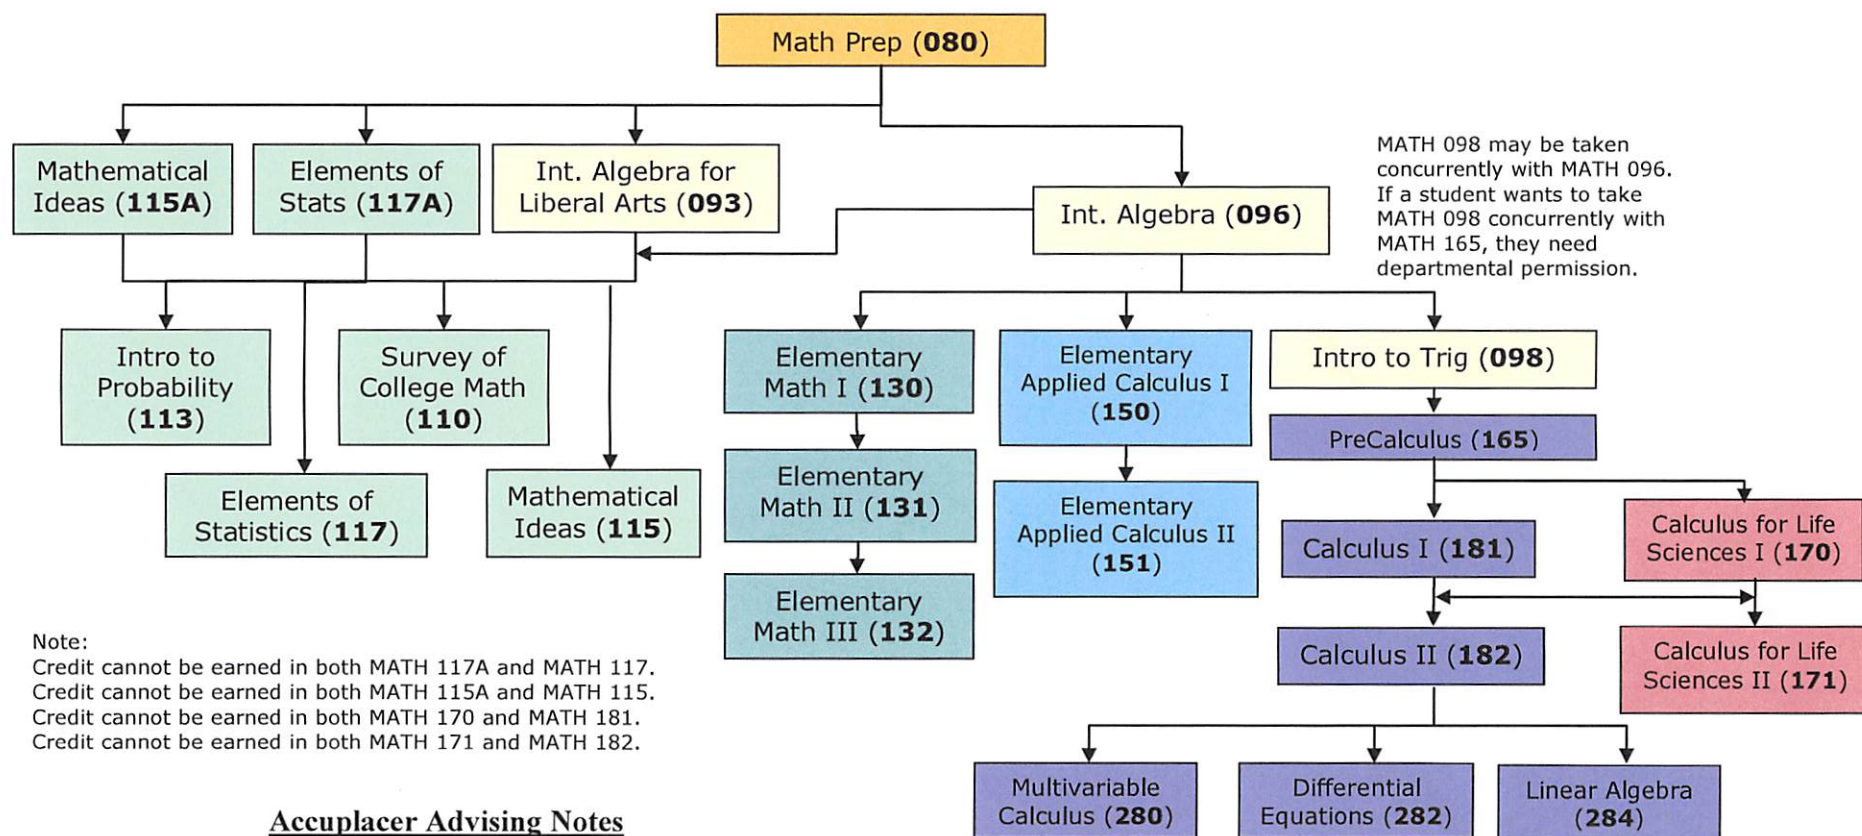 Math Prep (080)
Mathematical
Ideas (115A)
Elements of
Stats (117A)
Int. Algebra for
Liberal Arts (093)
Int. Algebra (096)
MATH 098 may be taken
concurrently with MATH 096.
If a student wants to take
MATH 098 concurrently with
MATH 165, they need
departmental permission.
Intro to
Probability
(113)
Survey of
College Math
(110)
Elementary
Math I (130)
Elementary
Applied Calculus I
(150)
Intro to Trig (098)
PreCalculus (165)
Elements of
Statistics (117)
Mathematical
Ideas (115)
Elementary
Math II (131)
Elementary
Applied Calculus II
(151)
Calculus I (181)
Calculus for Life
Sciences I (170)
Elementary
Math III (132)
Calculus II (182)
Calculus for Life
Sciences II (171)
Note:
Credit cannot be earned in both MATH 117A and MATH 117.
Credit cannot be earned in both MATH 115A and MATH 115.
Credit cannot be earned in both MATH 170 and MATH 181.
Credit cannot be earned in both MATH 171 and MATH 182.
Multivariable
Calculus (280)
Differential
Equations (282)
Linear Algebra
(284)
Accuplacer Advising Notes